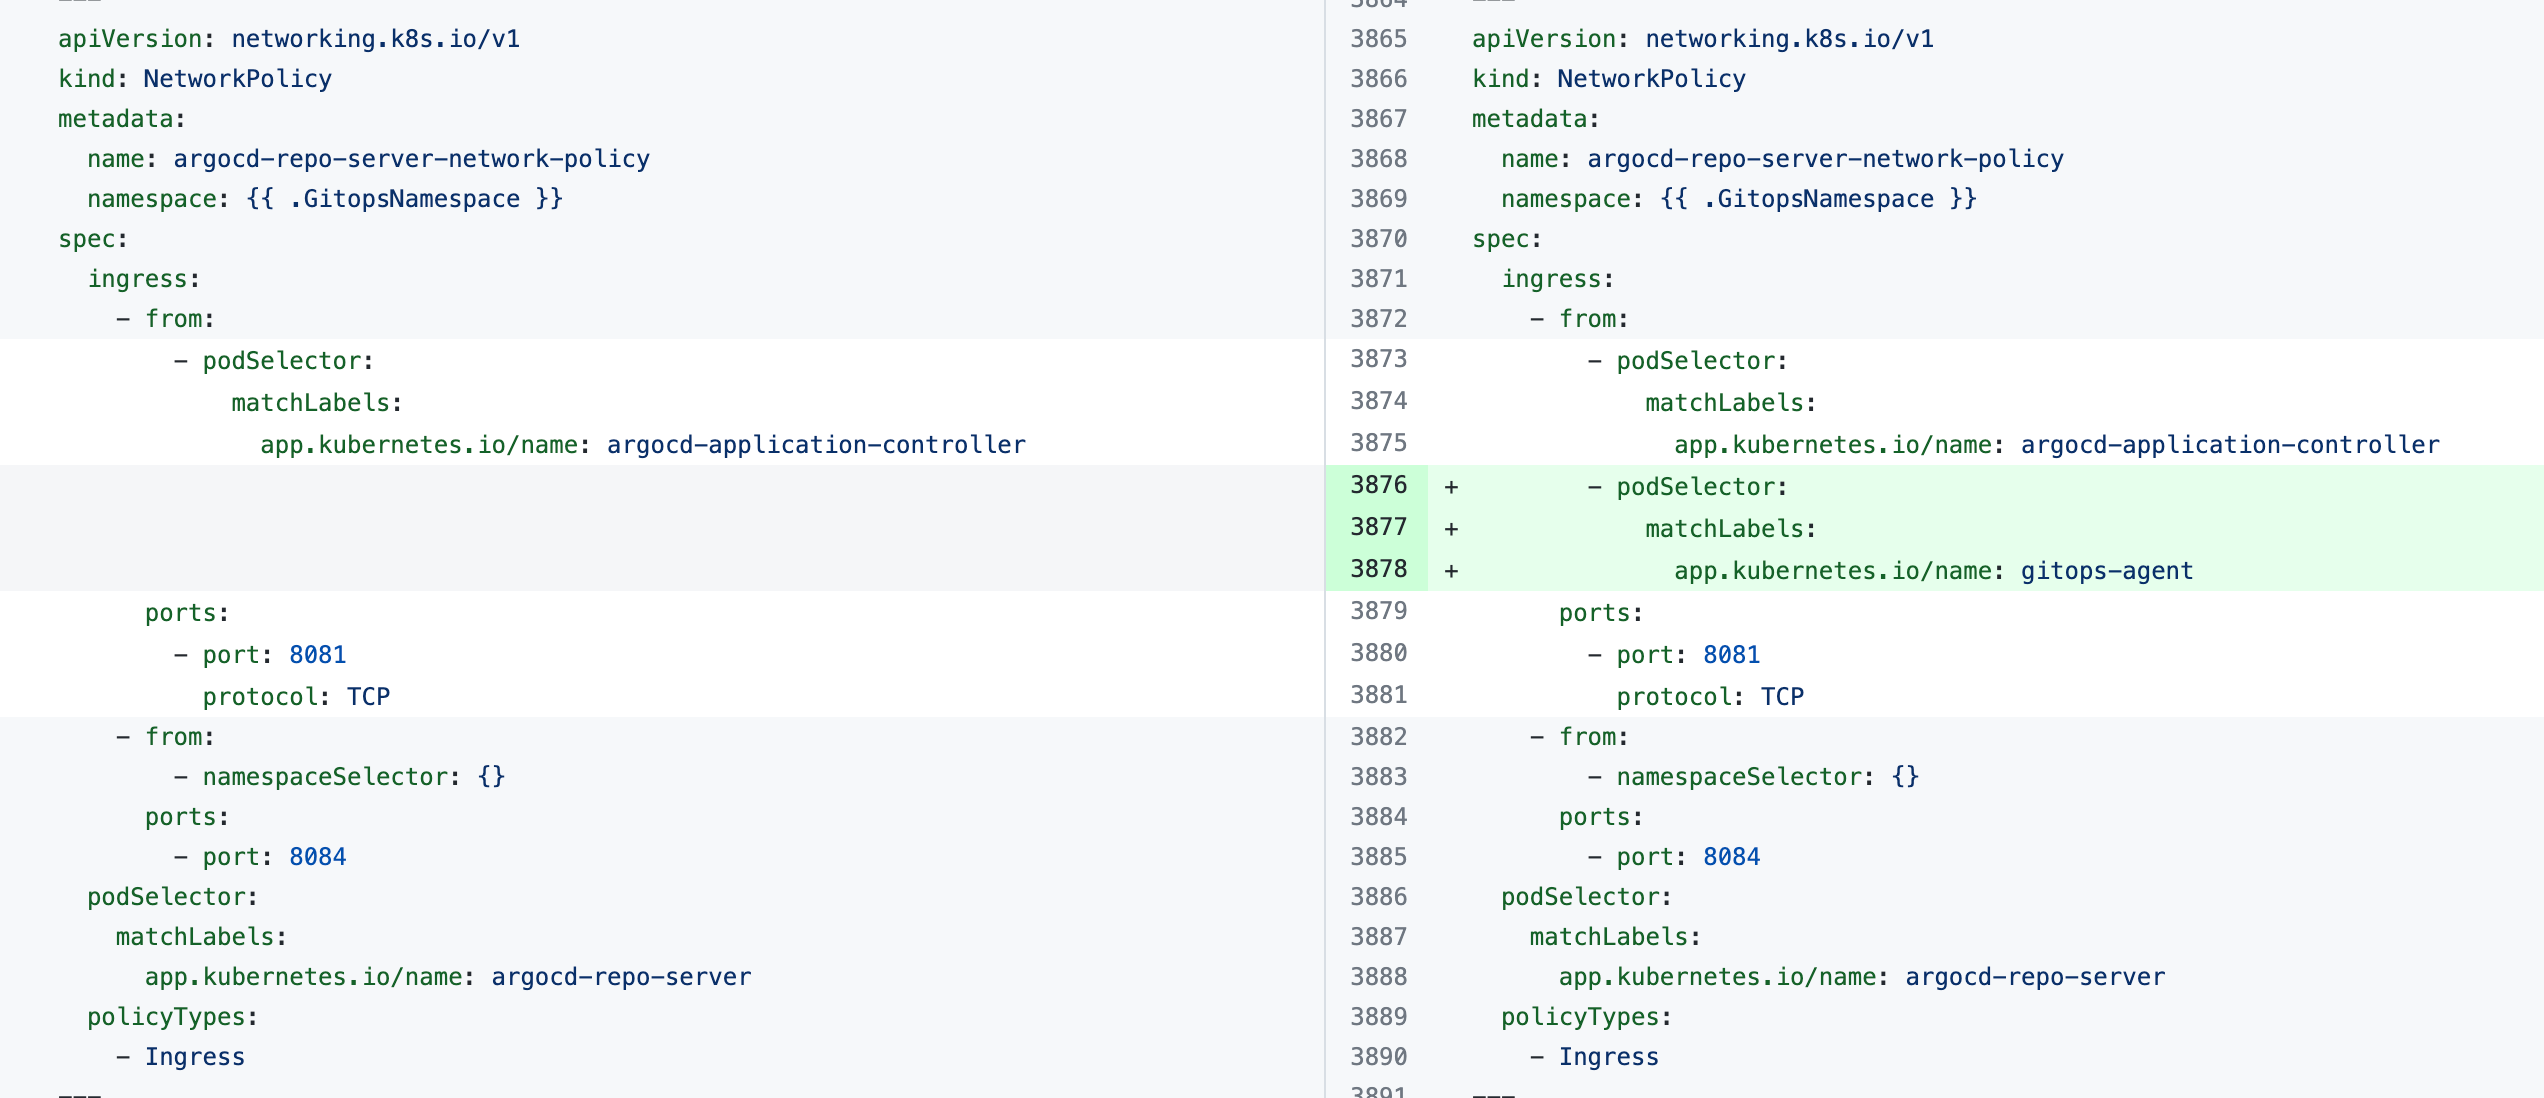 ---
apiVersion: networking.k8s.io/v1
kind: NetworkPolicy
metadata:
  name: argocd-repo-server-network-policy
  namespace: {{ .GitopsNamespace }}
spec:
  ingress:
    - from:
        - podSelector:
            matchLabels:
              app.kubernetes.io/name: argocd-application-controller
      ports:
        - port: 8081
          protocol: TCP
    - from:
        - namespaceSelector: {}
      ports:
        - port: 8084
  podSelector:
    matchLabels:
      app.kubernetes.io/name: argocd-repo-server
  policyTypes:
    - Ingress
---
3864 ---
3865 apiVersion: networking.k8s.io/v1
3866 kind: NetworkPolicy
3867 metadata:
3868   name: argocd-repo-server-network-policy
3869   namespace: {{ .GitopsNamespace }}
3870 spec:
3871   ingress:
3872     - from:
3873         - podSelector:
3874             matchLabels:
3875               app.kubernetes.io/name: argocd-application-controller
3876 +         - podSelector:
3877 +             matchLabels:
3878 +               app.kubernetes.io/name: gitops-agent
3879       ports:
3880         - port: 8081
3881           protocol: TCP
3882     - from:
3883         - namespaceSelector: {}
3884       ports:
3885         - port: 8084
3886   podSelector:
3887     matchLabels:
3888       app.kubernetes.io/name: argocd-repo-server
3889   policyTypes:
3890     - Ingress
3891 ---